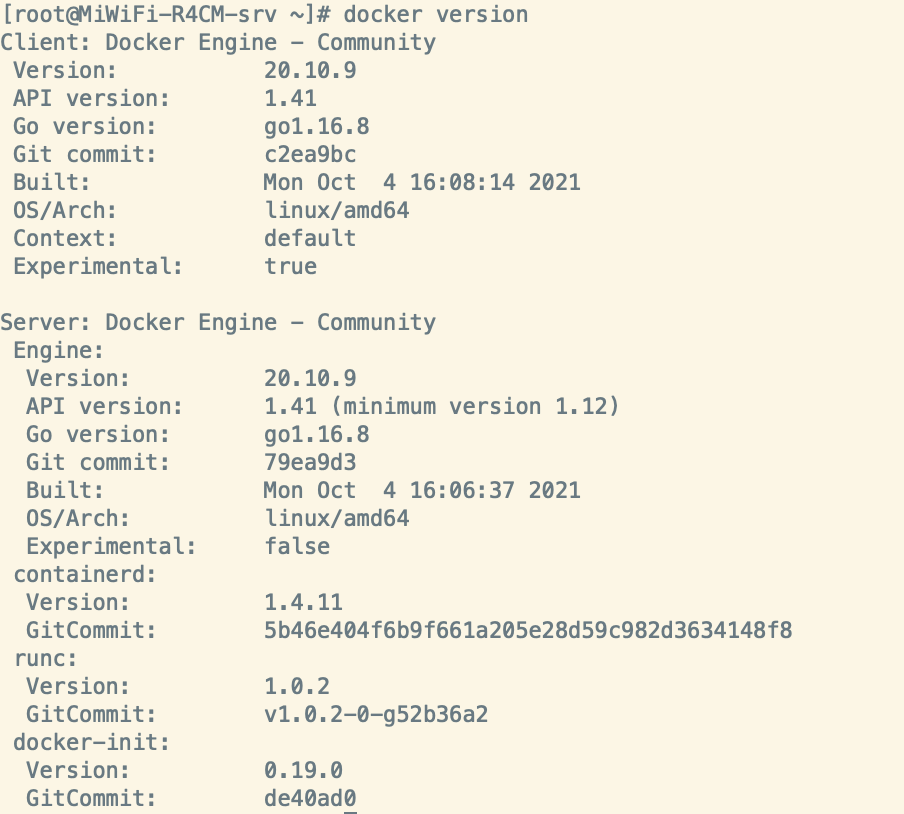 [root@MiWiFi-R4CM-srv ~]# docker version
Client: Docker Engine - Community
 Version:           20.10.9
 API version:       1.41
 Go version:        go1.16.8
 Git commit:        c2ea9bc
 Built:             Mon Oct  4 16:08:14 2021
 OS/Arch:           linux/amd64
 Context:           default
 Experimental:      true

Server: Docker Engine - Community
 Engine:
  Version:          20.10.9
  API version:      1.41 (minimum version 1.12)
  Go version:       go1.16.8
  Git commit:       79ea9d3
  Built:            Mon Oct  4 16:06:37 2021
  OS/Arch:          linux/amd64
  Experimental:     false
 containerd:
  Version:          1.4.11
  GitCommit:        5b46e404f6b9f661a205e28d59c982d3634148f8
 runc:
  Version:          1.0.2
  GitCommit:        v1.0.2-0-g52b36a2
 docker-init:
  Version:          0.19.0
  GitCommit:        de40ad0